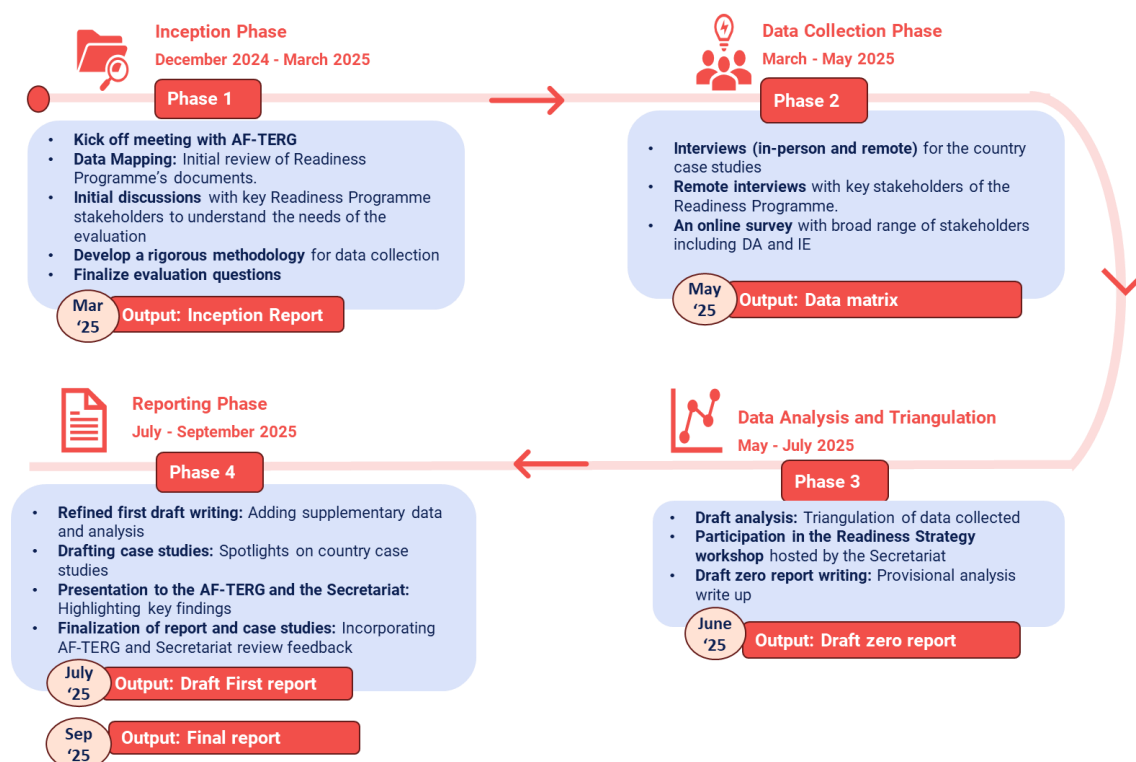 Inception Phase
December 2024 - March 2025
Phase 1
• Kick off meeting with AF-TERG
• Data Mapping: Initial review of Readiness
Programme's documents.
• Initial discussions with key Readiness Programme
stakeholders to understand the needs of the
evaluation
• Develop a rigorous methodology for data collection
• Finalize evaluation questions
Mar
‘25
Output: Inception Report
Data Collection Phase
March - May 2025
Phase 2
• Interviews (in-person and remote) for the country
case studies
• Remote interviews with key stakeholders of the
Readiness Programme.
• An online survey with broad range of stakeholders
including DA and IE
May
‘25
Output: Data matrix
Data Analysis and Triangulation
May - July 2025
Phase 3
• Draft analysis: Triangulation of data collected
• Participation in the Readiness Strategy
workshop hosted by the Secretariat
• Draft zero report writing: Provisional analysis
write up
June
‘25
Output: Draft zero report
Reporting Phase
July - September 2025
Phase 4
• Refined first draft writing: Adding supplementary data
and analysis
• Drafting case studies: Spotlights on country case
studies
• Presentation to the AF-TERG and the Secretariat:
Highlighting key findings
• Finalization of report and case studies: Incorporating
AF-TERG and Secretariat review feedback
July
‘25
Output: Draft First report
Sep
‘25
Output: Final report